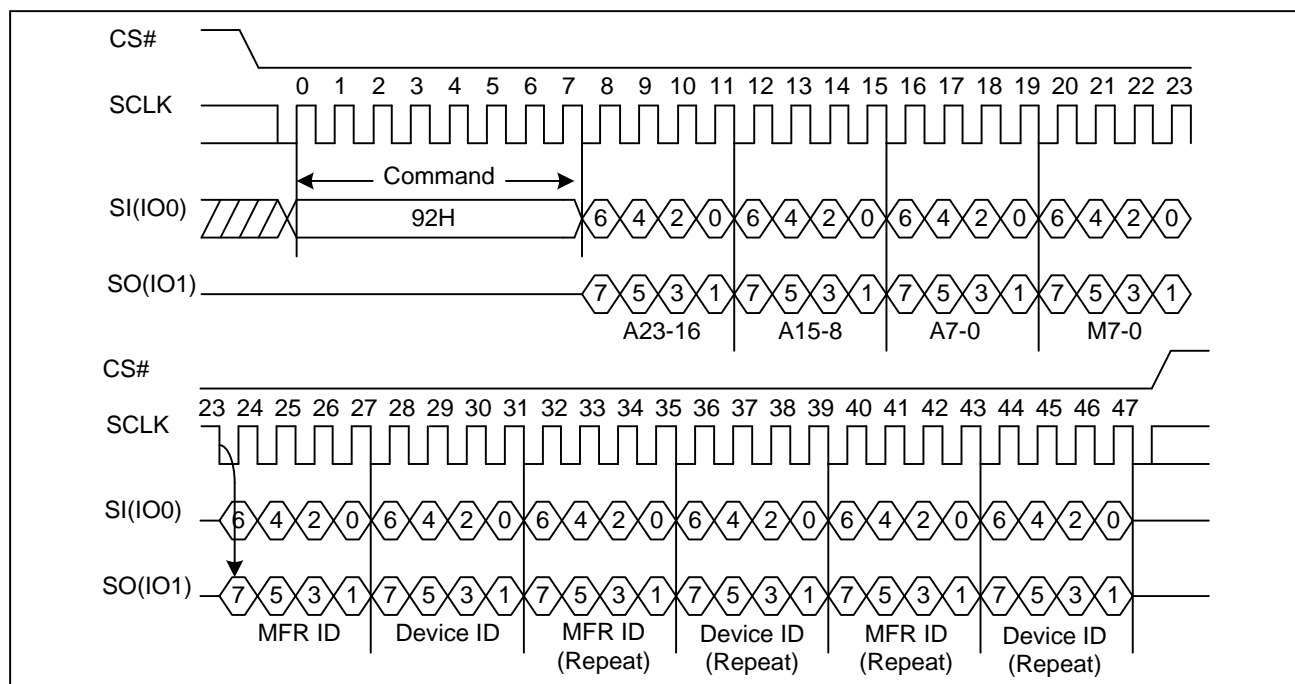 CS#
0 1 2 3 4 5 6 7 8 9 10 11 12 13 14 15 16 17 18 19 20 21 22 23
SCLK
Command
SI(IO0)
92H 6 4 2 0 6 4 2 0 6 4 2 0 6 4 2 0
SO(IO1)
7 5 3 1 7 5 3 1 7 5 3 1 7 5 3 1
A23-16 A15-8 A7-0 M7-0
CS#
23 24 25 26 27 28 29 30 31 32 33 34 35 36 37 38 39 40 41 42 43 44 45 46 47
SCLK
SI(IO0)
6 4 2 0 6 4 2 0 6 4 2 0 6 4 2 0 6 4 2 0 6 4 2 0
SO(IO1)
7 5 3 1 7 5 3 1 7 5 3 1 7 5 3 1 7 5 3 1 7 5 3 1
MFR ID Device ID MFR ID Device ID MFR ID Device ID
(Repeat) (Repeat) (Repeat) (Repeat)